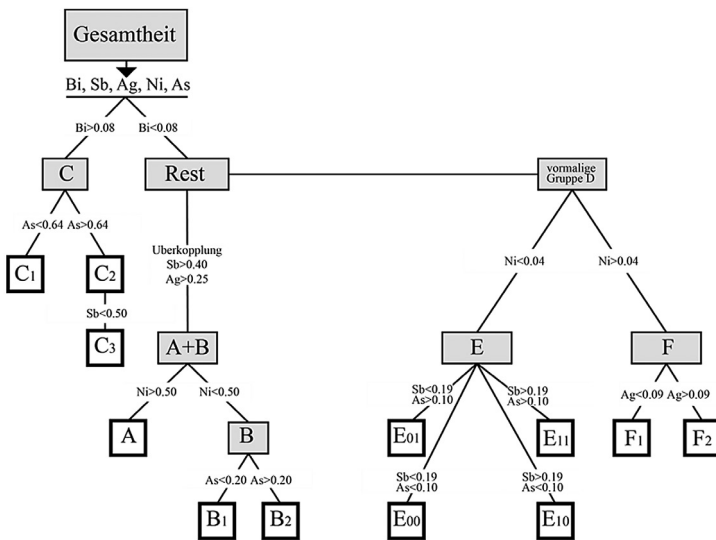 Gesamtheit
Bi, Sb, Ag, Ni, As
Bi>0.08
Bi<0.08
C
Rest
vormalige
Gruppe D
As<0.64
As>0.64
Uberkopplung
Sb>0.40
Ag>0.25
Ni<0.04
Ni>0.04
C1
C2
Sb<0.50
C3
A+B
E
F
Ni>0.50
Ni<0.50
Sb<0.19
As>0.10
Sb>0.19
As>0.10
Ag<0.09
Ag>0.09
A
B
E01
E11
F1
F2
As<0.20
As>0.20
Sb<0.19
As<0.10
Sb>0.19
As<0.10
B1
B2
E00
E10